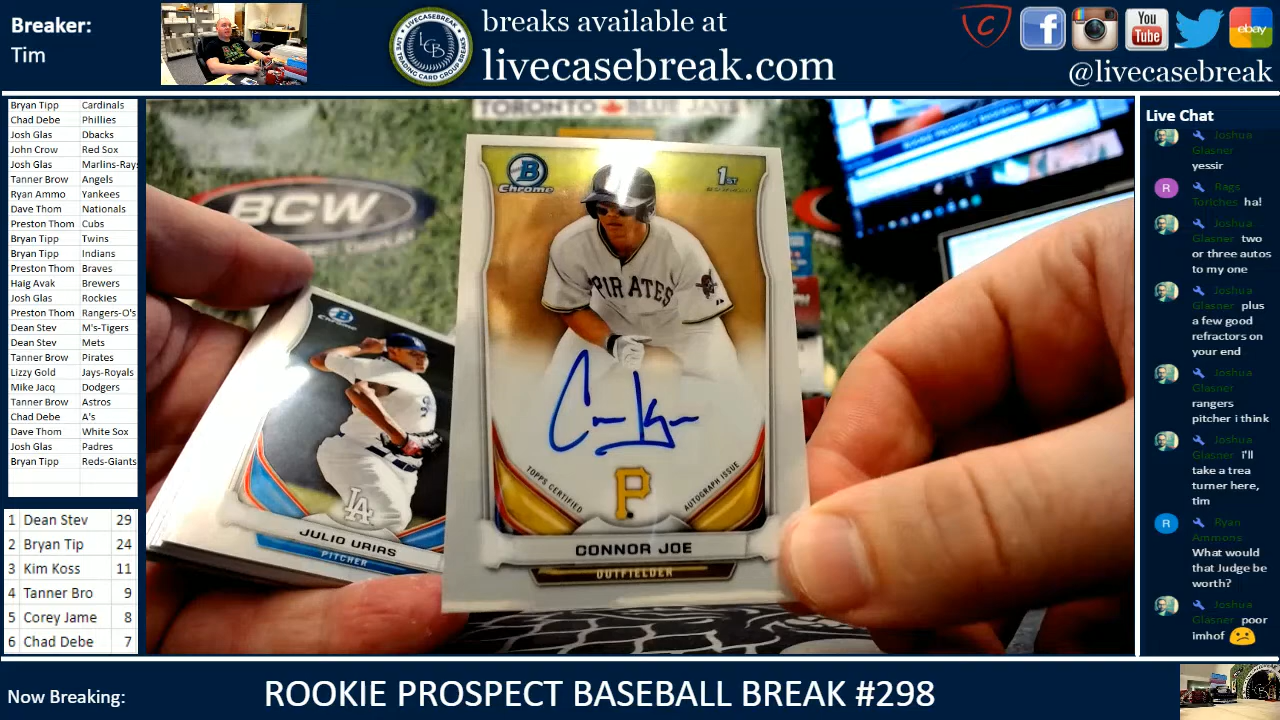 Breaker:
Tim
breaks available at
livecasebreak.com
@livecasebreak
You
Tube
ebay
LCB
Bryan Tipp Cardinals
Chad Debe Phillies
Josh Glas Dbacks
John Crow Red Sox
Josh Glas Marlins-Rays
Tanner Brow Angels
Ryan Ammo Yankees
Dave Thom Nationals
Preston Thom Cubs
Bryan Tipp Twins
Bryan Tipp Indians
Preston Thom Braves
Haig Avak Brewers
Josh Glas Rockies
Preston Thom Rangers-O's
Dean Stev M's-Tigers
Dean Stev Mets
Tanner Brow Pirates
Lizzy Gold Jays-Royals
Mike Jacq Dodgers
Tanner Brow Astros
Chad Debe A's
Dave Thom White Sox
Josh Glas Padres
Bryan Tipp Reds-Giants
1 Dean Stev 29
2 Bryan Tip 24
3 Kim Koss 11
4 Tanner Bro 9
5 Corey Jame 8
6 Chad Debe 7
TORONTO BLUE JAYS
BCW
B
Chrome
1ST
PIRATES
TOPPS CERTIFIED
P
AUTOGRAPH ISSUE
CONNOR JOE
OUTFIELDER
B
Chrome
LA
JULIO URIAS
PITCHER
Live Chat
Joshua
Glasner
yessir
R Rags
Toriches ha!
Joshua
Glasner two
or three autos
to my one
Joshua
Glasner plus
a few good
refractors on
your end
Joshua
Glasner
rangers
pitcher i think
Joshua
Glasner i'll
take a trea
turner here,
tim
R Ryan
Ammons
What would
that Judge be
worth?
Joshua
Glasner poor
imhof
Now Breaking:
ROOKIE PROSPECT BASEBALL BREAK #298